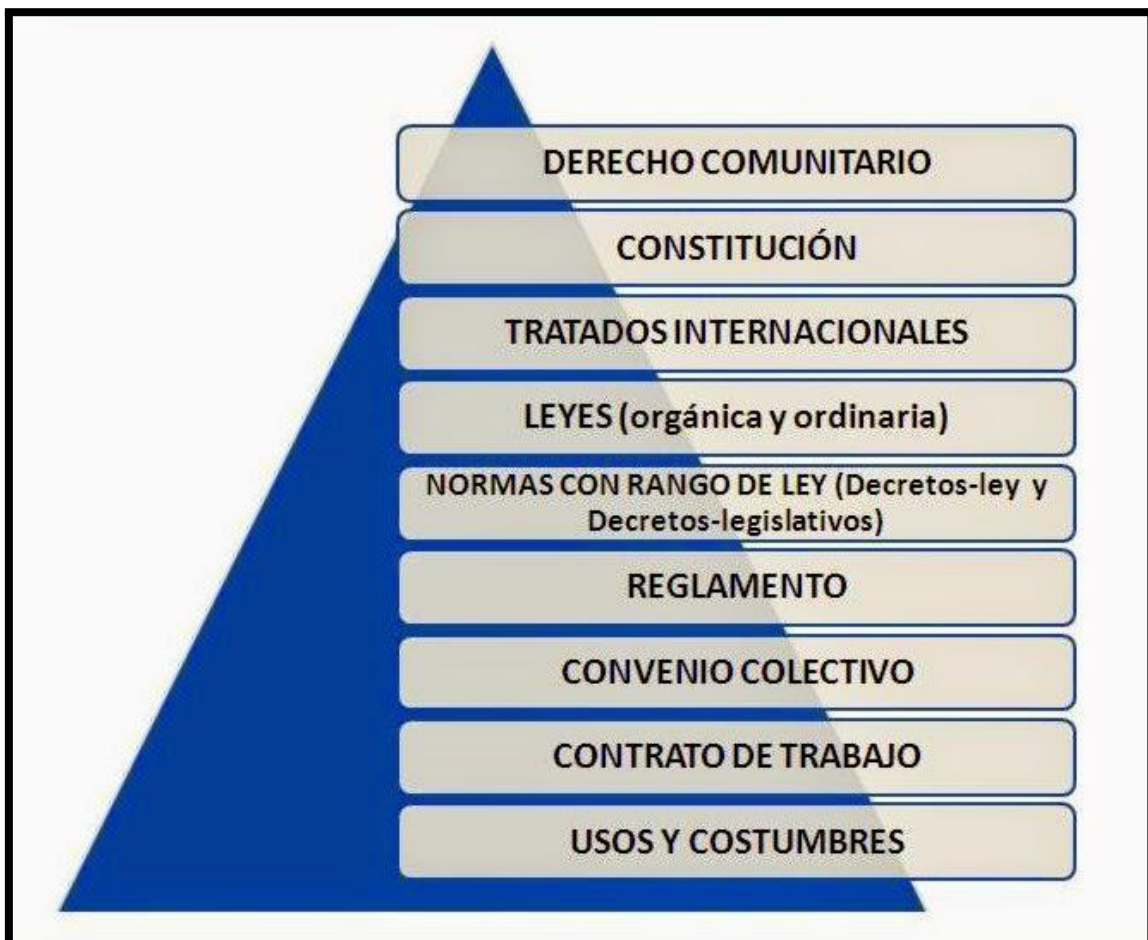 DERECHO COMUNITARIO
CONSTITUCIÓN
TRATADOS INTERNACIONALES
LEYES (orgánica y ordinaria)
NORMAS CON RANGO DE LEY (Decretos-ley y
Decretos-legislativos)
REGLAMENTO
CONVENIO COLECTIVO
CONTRATO DE TRABAJO
USOS Y COSTUMBRES